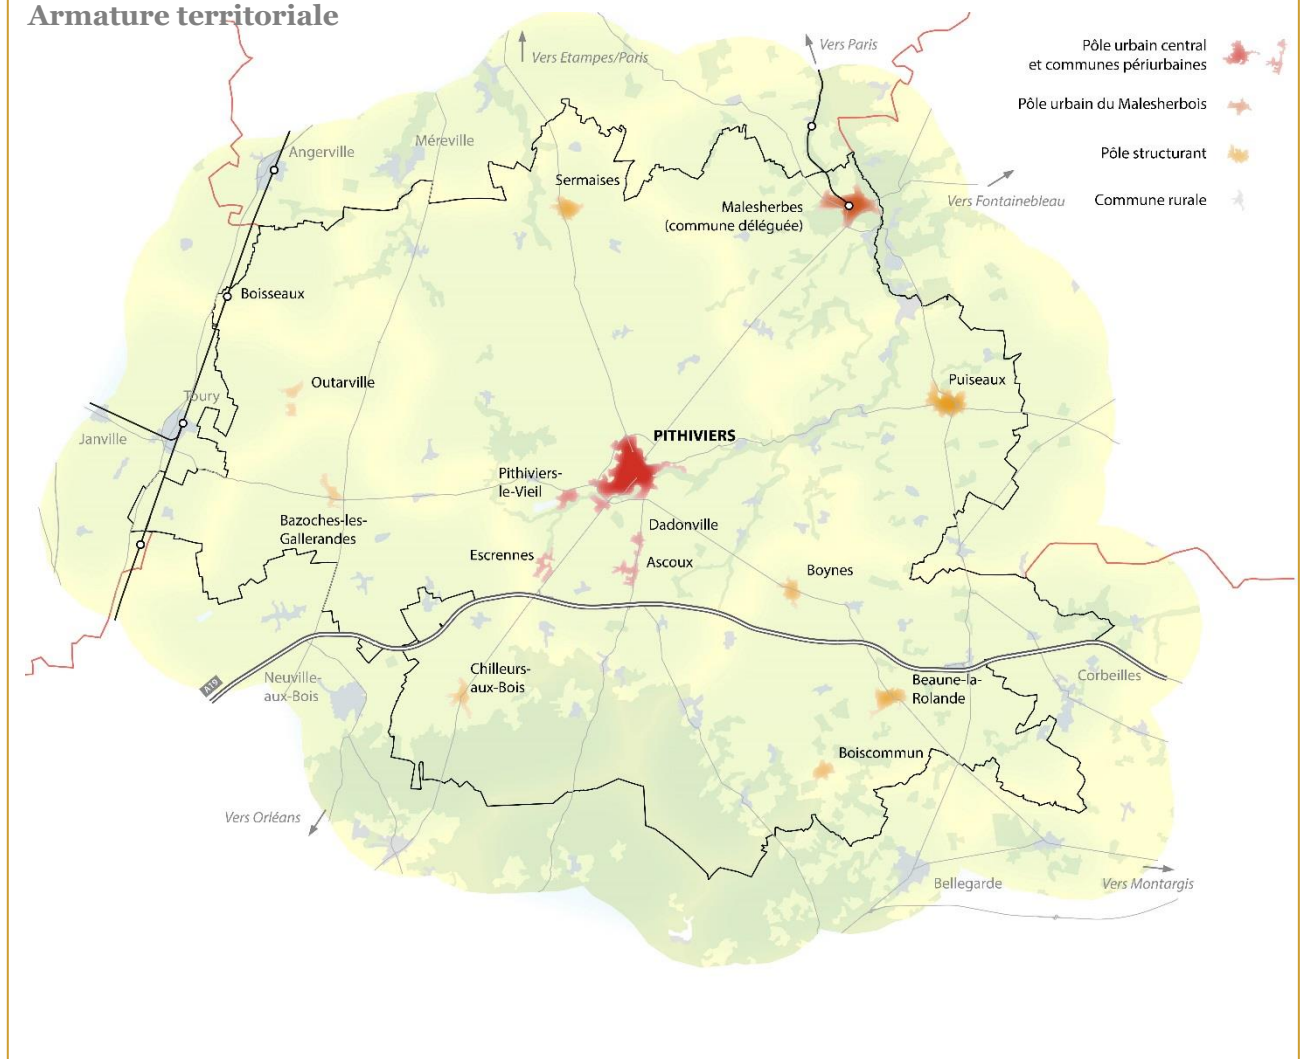 Armature territoriale
Vers Etampes/Paris
Vers Paris
Pôle urbain central
et communes périurbaines
Pôle urbain du Malesherbois
Pôle structurant
Commune rurale
Méreville
Angerville
Sermaises
Malesherbes
(commune déléguée)
Vers Fontainebleau
Boisseaux
Outarville
Puiseaux
Toury
Janville
PITHIVIERS
Pithiviers-
le-Vieil
Bazoches-les-
Gallerandes
Dadonville
Escrennes
Ascoux
Boynes
Chilleurs-
aux-Bois
Neuville-
aux-Bois
A19
Beaune-la-
Rolande
Corbeilles
Boiscommun
Vers Orléans
Bellegarde
Vers Montargis